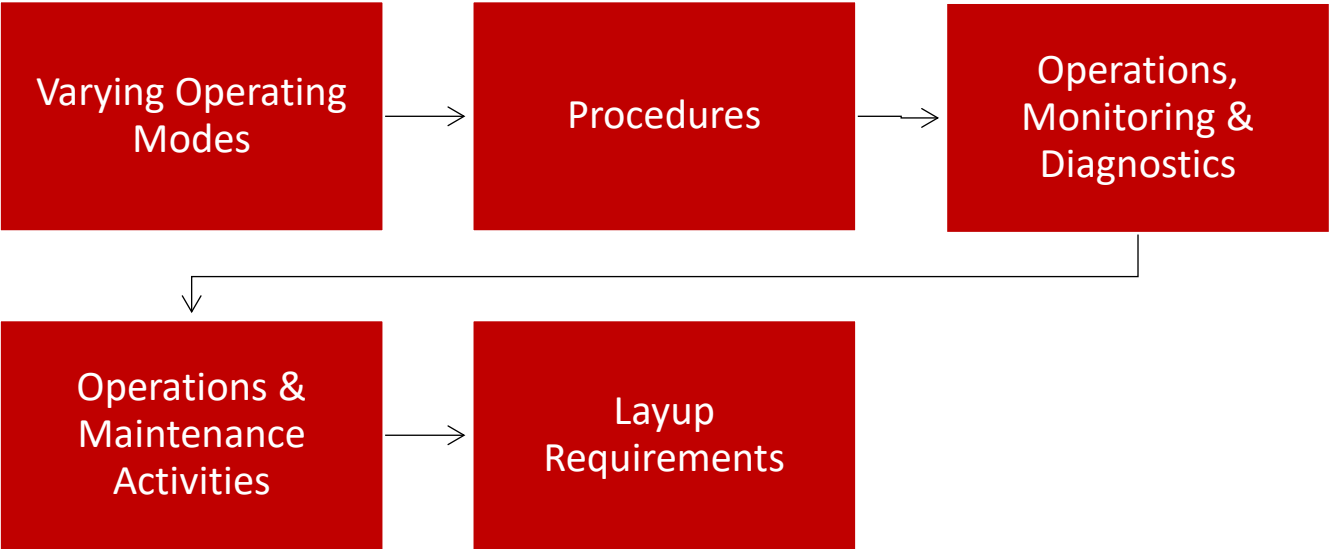 Varying Operating
Modes
Procedures
Operations,
Monitoring &
Diagnostics
Operations &
Maintenance
Activities
Layup
Requirements